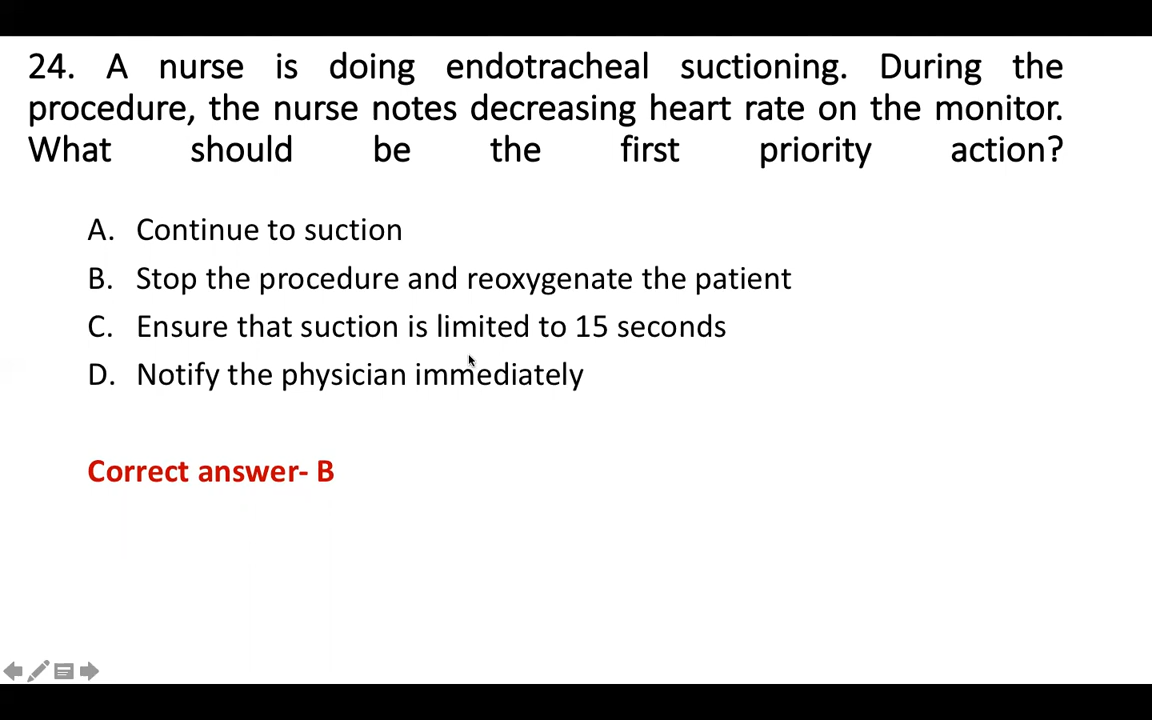 24. A nurse is doing endotracheal suctioning. During the
procedure, the nurse notes decreasing heart rate on the monitor.
What should be the first priority action?
A. Continue to suction
B. Stop the procedure and reoxygenate the patient
C. Ensure that suction is limited to 15 seconds
D. Notify the physician immediately
Correct answer- B